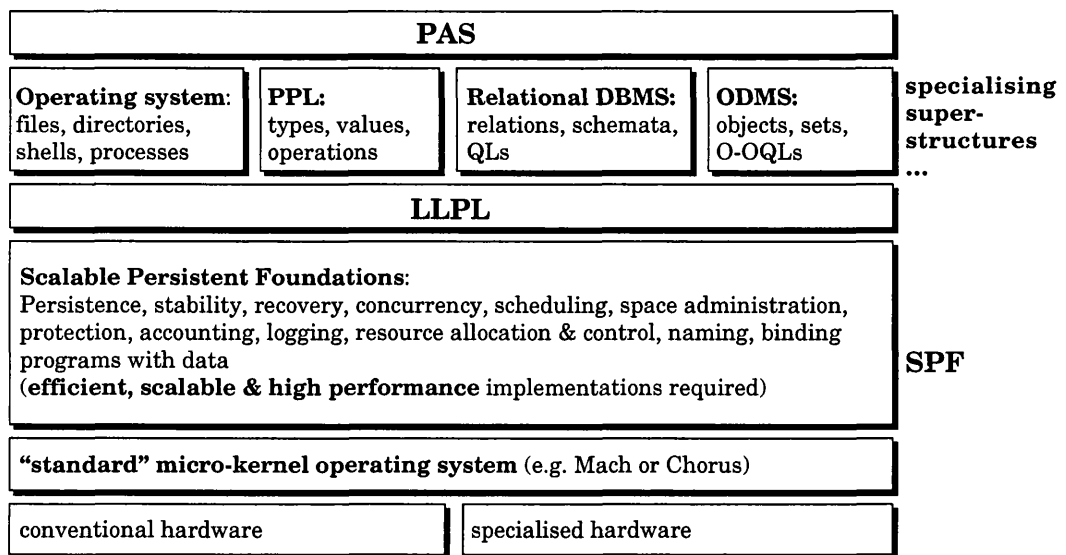 PAS
Operating system:
files, directories,
shells, processes
PPL:
types, values,
operations
Relational DBMS:
relations, schemata,
QLs
ODMS:
objects, sets,
O-OQLs
specialising
super-
structures
...
LLPL
Scalable Persistent Foundations:
Persistence, stability, recovery, concurrency, scheduling, space administration,
protection, accounting, logging, resource allocation & control, naming, binding
programs with data
(efficient, scalable & high performance implementations required)
SPF
“standard” micro-kernel operating system (e.g. Mach or Chorus)
conventional hardware
specialised hardware